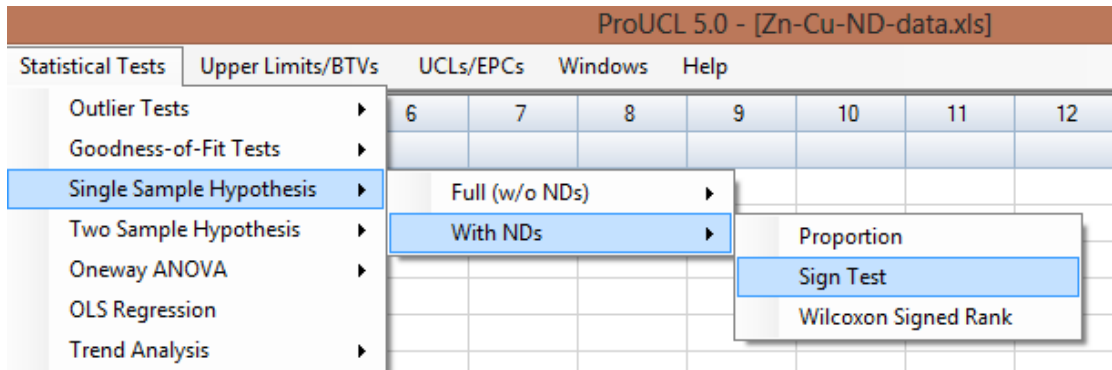 ProUCL 5.0 - [Zn-Cu-ND-data.xls]
Statistical Tests Upper Limits/BTVs UCLs/EPCs Windows Help
Outlier Tests 6 7 8 9 10 11 12
Goodness-of-Fit Tests
Single Sample Hypothesis Full (w/o NDs)
Two Sample Hypothesis With NDs Proportion
Oneway ANOVA Sign Test
OLS Regression Wilcoxon Signed Rank
Trend Analysis